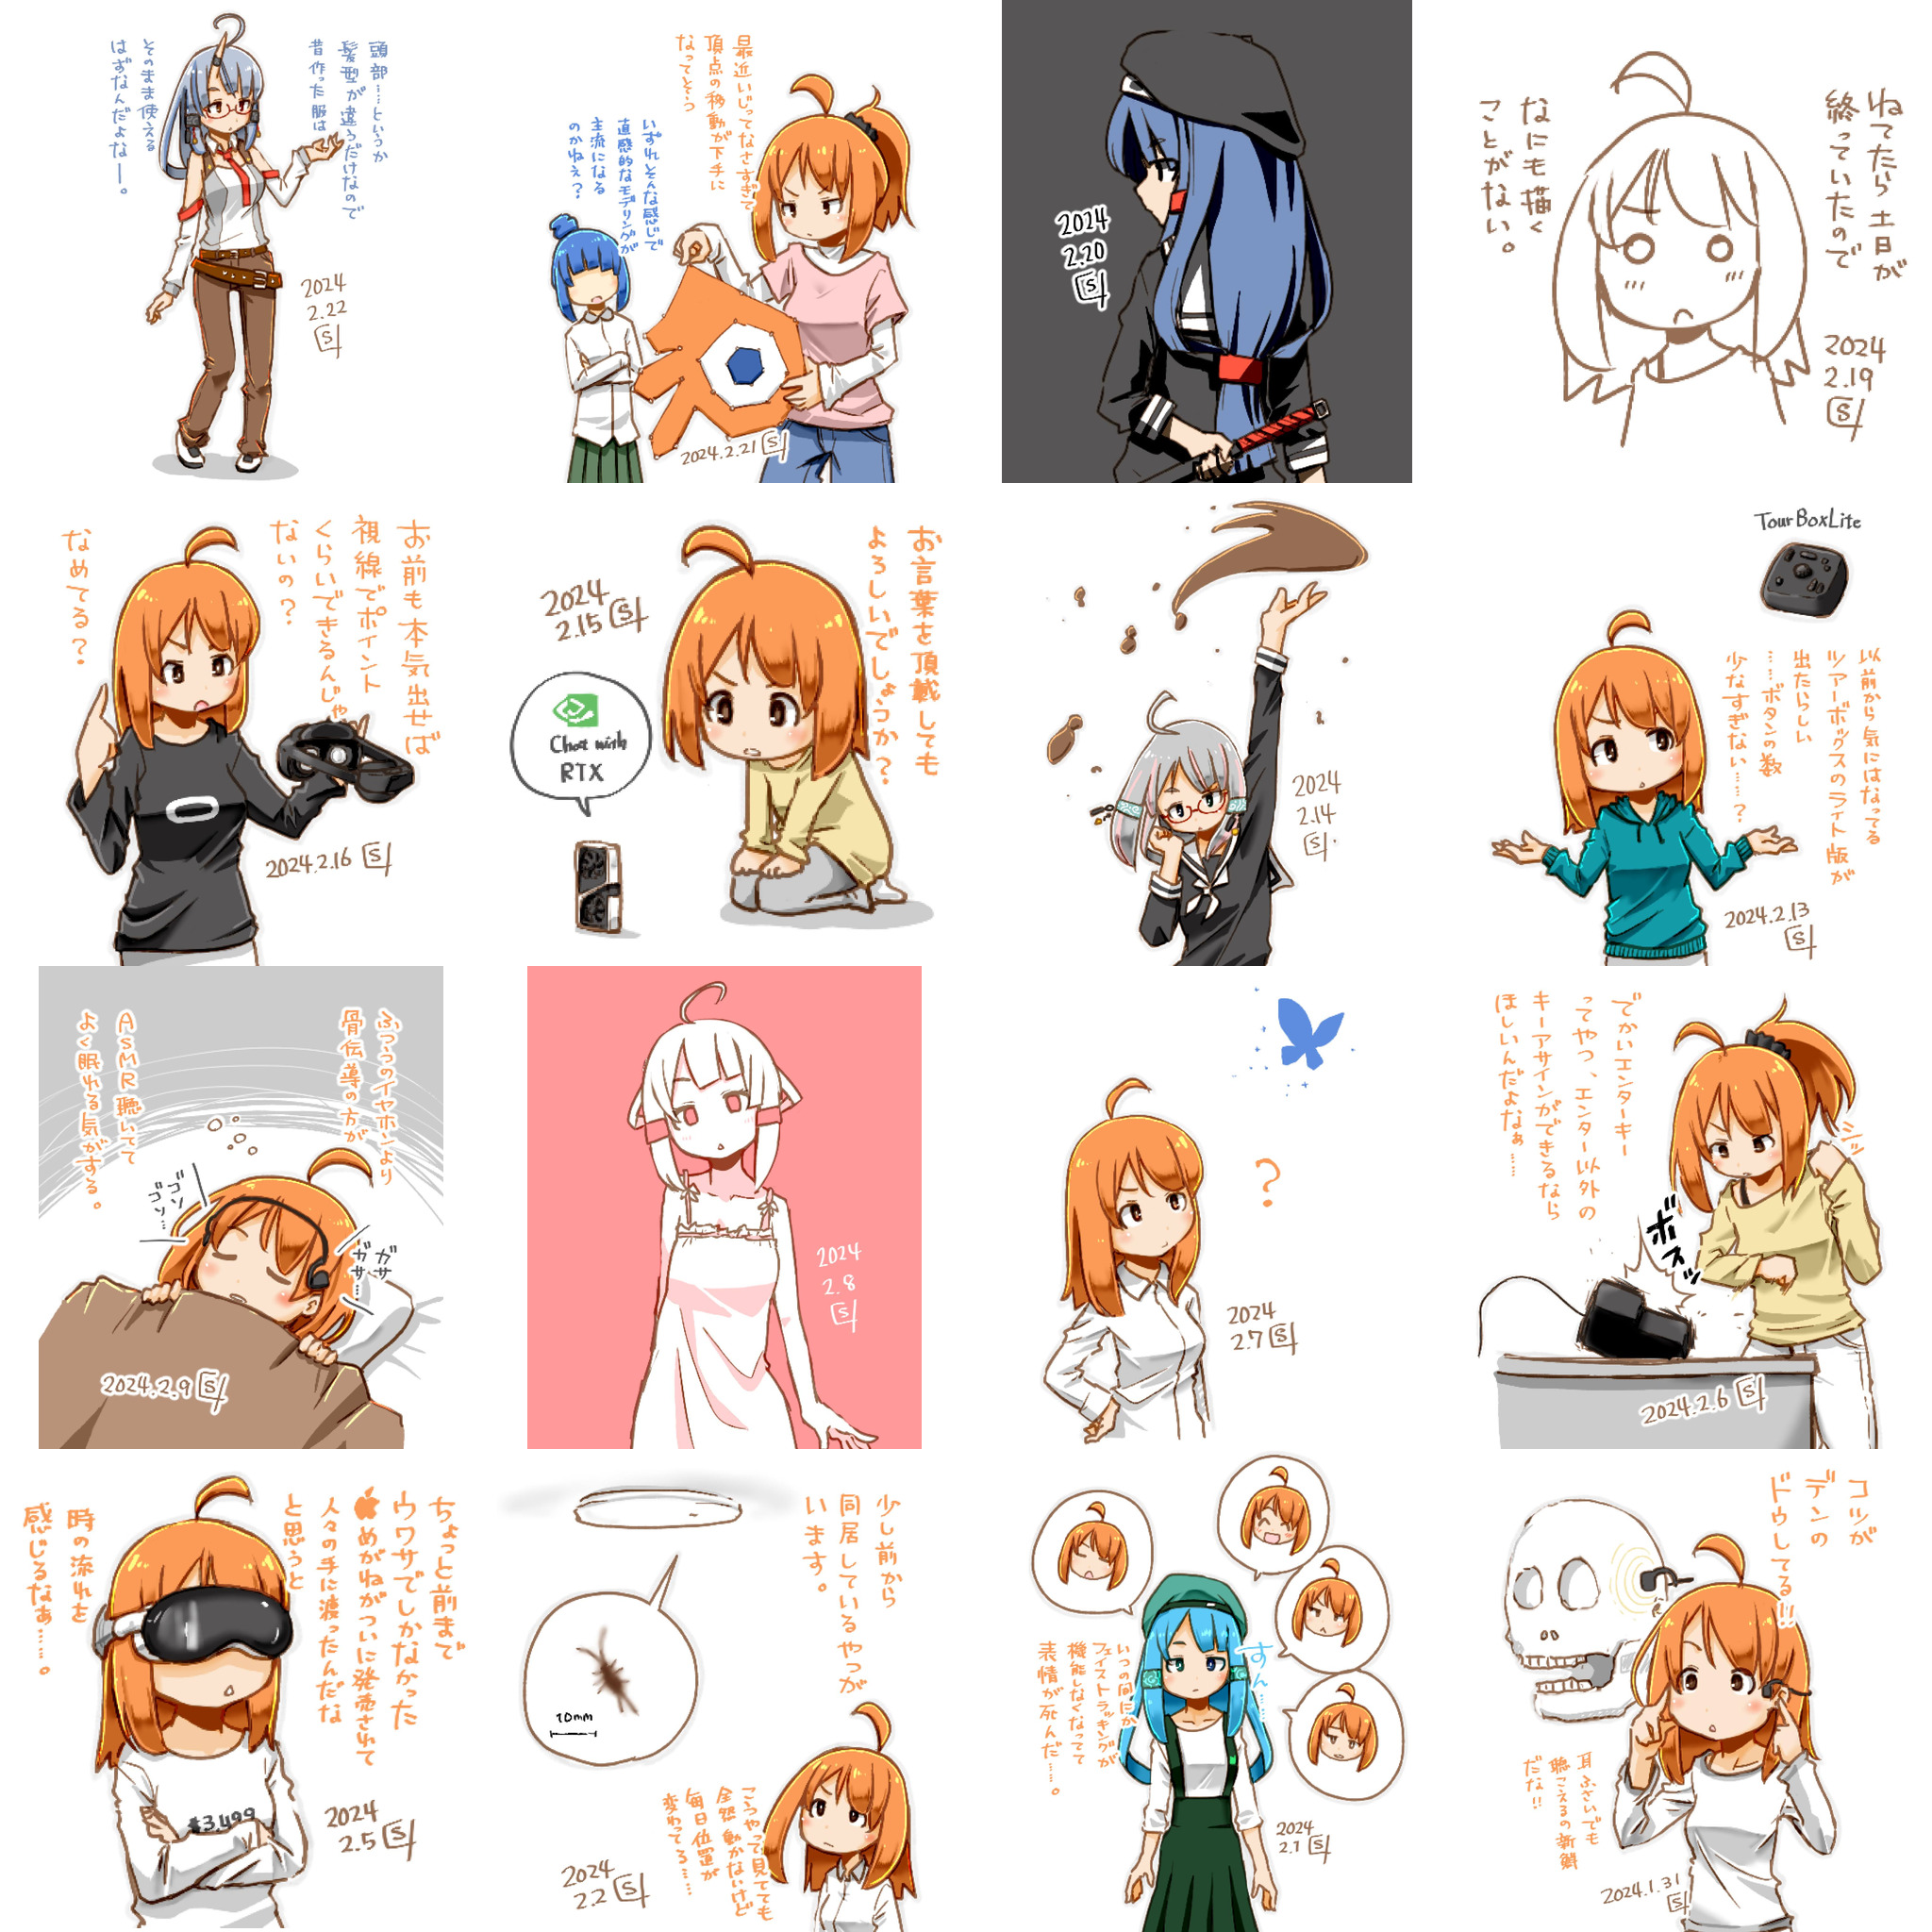 頭部……というか
髪型が違うだけなので
昔作った服は
そのまま使える
はずなんだよなー。
2024
2.22
S
最近いじってなさすぎて
頂点の移動が下手に
なってそう
いずれそんな感じで
直感的なモデリングが
主流になる
のかねぇ？
2024.2.21 S
2024
2.20
S
ねてたら土日が
終っていたので
なにも描く
ことがない。
2024
2.19
S
お前も本気出せば
視線でポイント
くらいできるんじゃ
ないの？
なめてる？
2024.2.16 S
お言葉を頂戴しても
よろしいでしょうか？
2024
2.15 S
Chat with
RTX
2024
2.14
S
TourBoxLite
以前から気にはなってる
ツアーボックスのライト版が
出たらしい
……ボタンの数
少なすぎない……？
2024.2.13
S
ふつうのイヤホンより
骨伝導の方が
ASMR聴いてて
よく眠れる気がする。
ゴソ
ゴソ…
ガサ
ガサ…
2024.2.9 S
2024
2.8
S
？
2024
2.7 S
でかいエンターキー
ってやつ、エンター以外の
キーアサインができるなら
ほしいんだよなぁ……
シッ
ボスッ
2024.2.6 S
ちょっと前まで
ウワサでしかなかった
めがねがついに発売されて
人々の手に渡ったんだな
と思うと
時の流れを
感じるなぁ……。
$3,499
2024
2.5 S
少し前から
同居しているやつが
います。
10mm
こうやって見てても
全然動かないけど
毎日位置が
変わってる……
2024
2.2 S
すん……
いつの間にか
フェイストラッキングが
機能しなくなってて
表情が死んだ……。
2024
2.1 S
コツが
デンの
ドウしてる!!
耳ふさいでも
聴こえるの新鮮
だな!!
2024.1.31
S